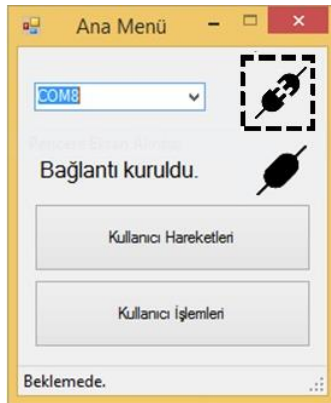 Ana Menü
COM8
Bağlantı kuruldu.
Kullanıcı Hareketleri
Kullanıcı İşlemleri
Beklemede.